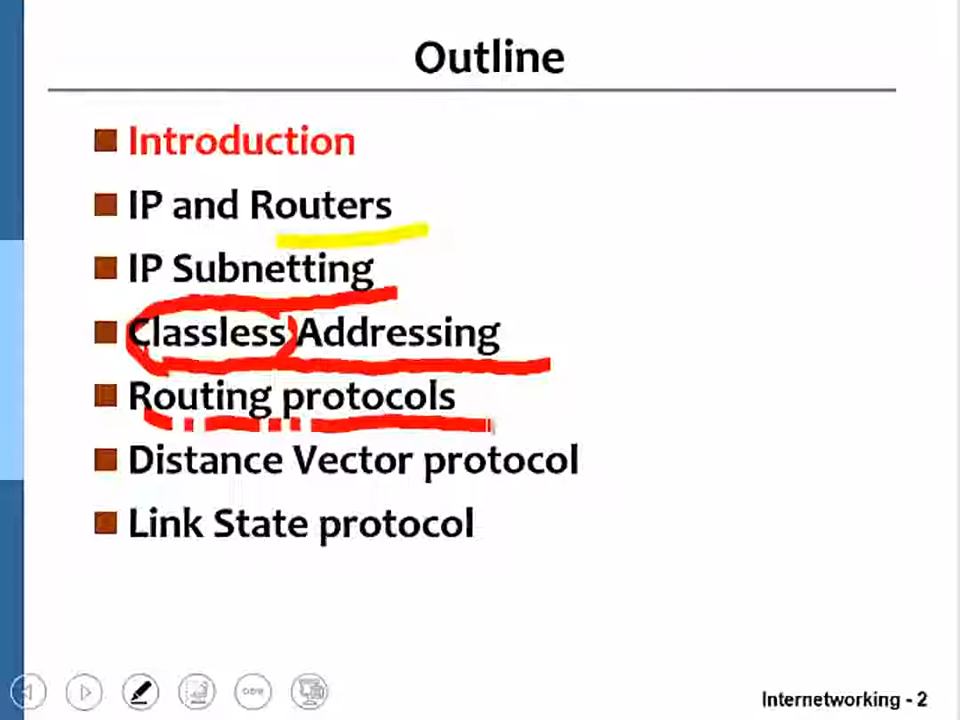 Outline
Introduction
IP and Routers
IP Subnetting
Classless Addressing
Routing protocols
Distance Vector protocol
Link State protocol
Internetworking - 2